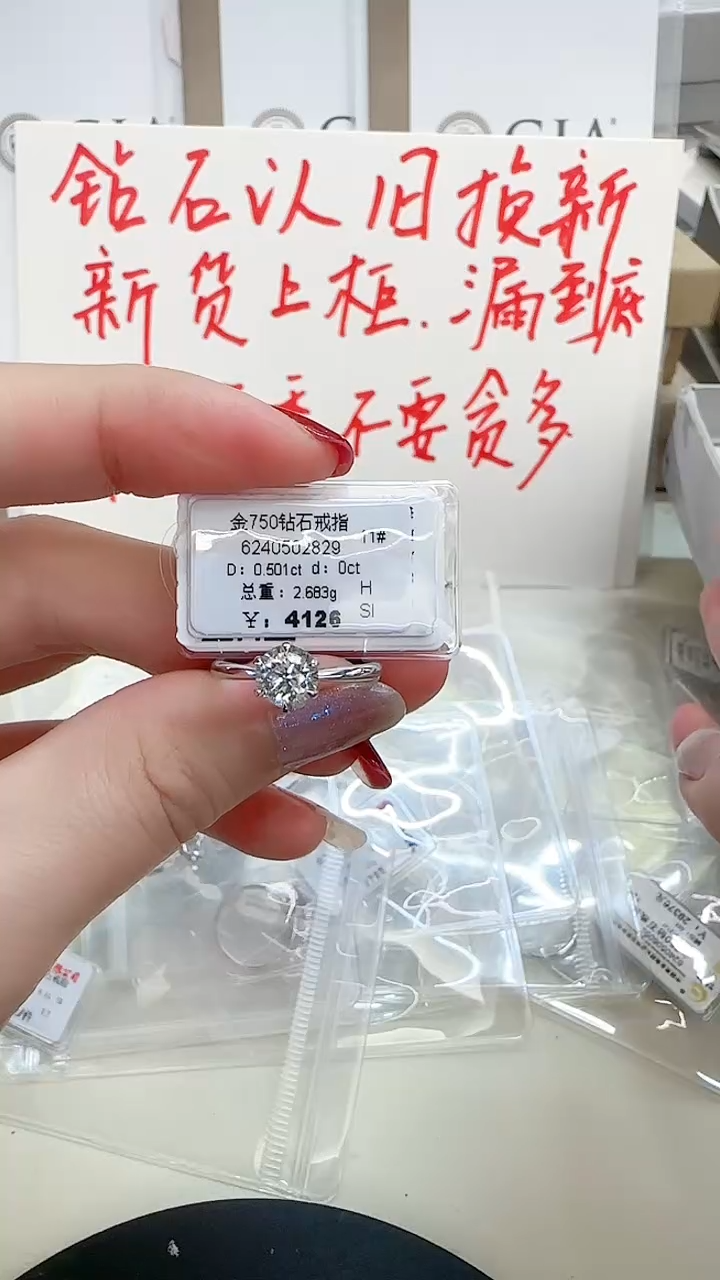 GIA
钻石以旧换新
新货上柜.漏到底
不要贪多
金750钻石戒指
11#
6240502829
D: 0.501ct d: 0ct
总重: 2.683g H
¥: 4126 SI